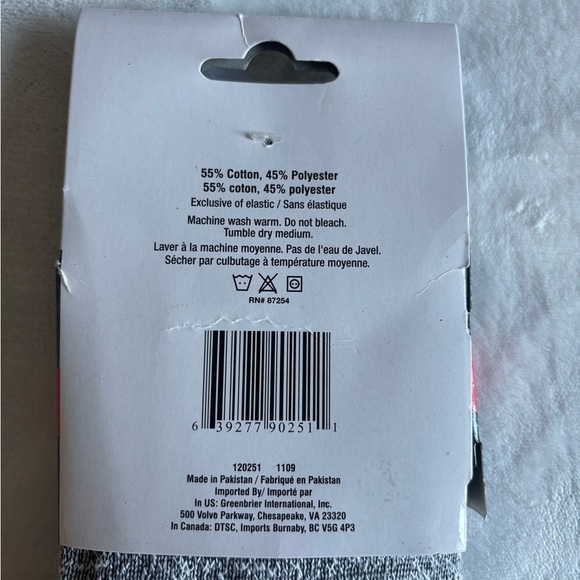 55% Cotton, 45% Polyester
55% coton, 45% polyester
Exclusive of elastic / Sans élastique
Machine wash warm. Do not bleach.
Tumble dry medium.
Laver à la machine moyenne. Pas de l'eau de Javel.
Sécher par culbutage à température moyenne.
RN# 87254
6 39277 90251 1
120251 1109
Made in Pakistan / Fabriqué en Pakistan
Imported By/ Importé par
In US: Greenbrier International, Inc.
500 Volvo Parkway, Chesapeake, VA 23320
In Canada: DTSC, Imports Burnaby, BC V5G 4P3